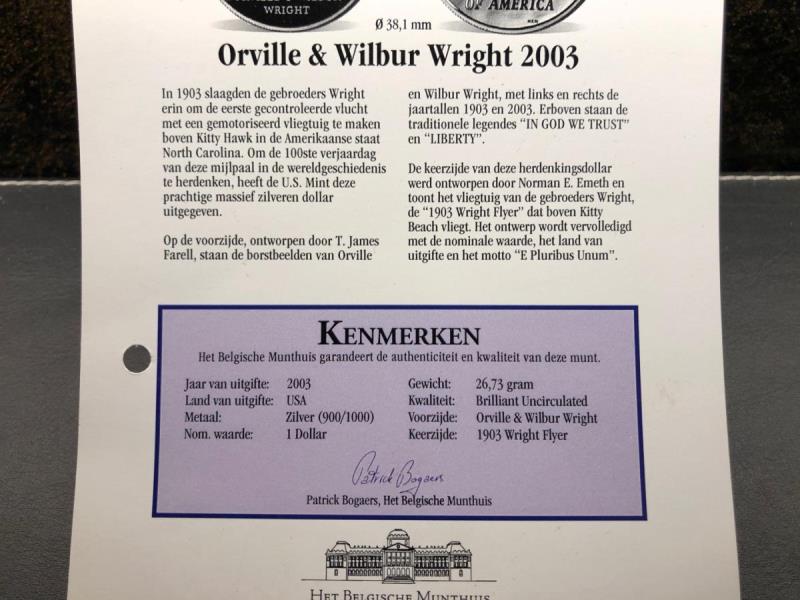 WRIGHT
OF AMERICA
Ø 38,1 mm
Orville & Wilbur Wright 2003
In 1903 slaagden de gebroeders Wright
erin om de eerste gecontroleerde vlucht
met een gemotoriseerd vliegtuig te maken
boven Kitty Hawk in de Amerikaanse staat
North Carolina. Om de 100ste verjaardag
van deze mijlpaal in de wereldgeschiedenis
te herdenken, heeft de U.S. Mint deze
prachtige massief zilveren dollar
uitgegeven.
Op de voorzijde, ontworpen door T. James
Farell, staan de borstbeelden van Orville
en Wilbur Wright, met links en rechts de
jaartallen 1903 en 2003. Erboven staan de
traditionele legendes “IN GOD WE TRUST”
en “LIBERTY”.
De keerzijde van deze herdenkingsdollar
werd ontworpen door Norman E. Emeth en
toont het vliegtuig van de gebroeders Wright,
de “1903 Wright Flyer” dat boven Kitty
Beach vliegt. Het ontwerp wordt vervolledigd
met de nominale waarde, het land van
uitgifte en het motto “E Pluribus Unum”.
KENMERKEN
Het Belgische Munthuis garandeert de authenticiteit en kwaliteit van deze munt.
Jaar van uitgifte: 2003
Land van uitgifte: USA
Metaal: Zilver (900/1000)
Nom. waarde: 1 Dollar
Gewicht: 26,73 gram
Kwaliteit: Brilliant Uncirculated
Voorzijde: Orville & Wilbur Wright
Keerzijde: 1903 Wright Flyer
Patrick Bogaers
Patrick Bogaers, Het Belgische Munthuis
HET BELGISCHE MUNTHUIS